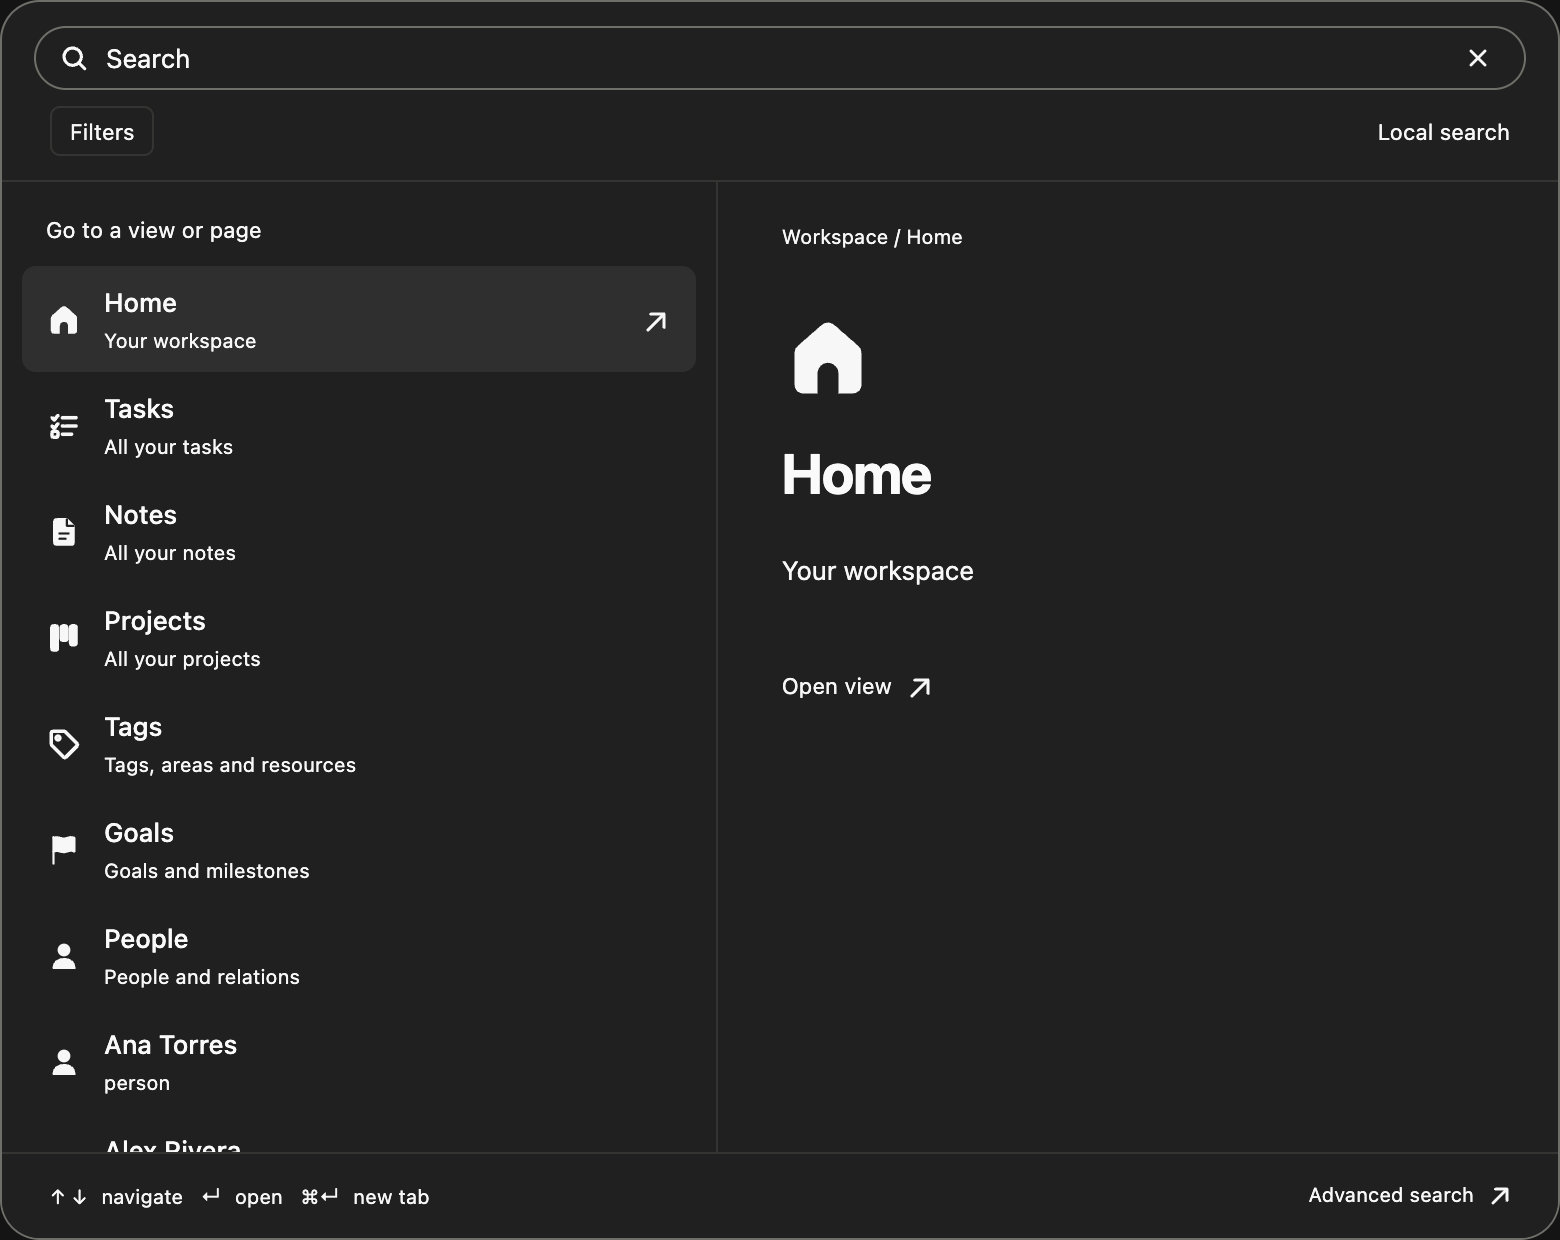 Search
Filters
Local search
Go to a view or page
Home
Your workspace
Tasks
All your tasks
Notes
All your notes
Projects
All your projects
Tags
Tags, areas and resources
Goals
Goals and milestones
People
People and relations
Ana Torres
person
Alex Rivera
Workspace / Home
Home
Your workspace
Open view
↑ ↓ navigate ↵ open ⌘↵ new tab
Advanced search